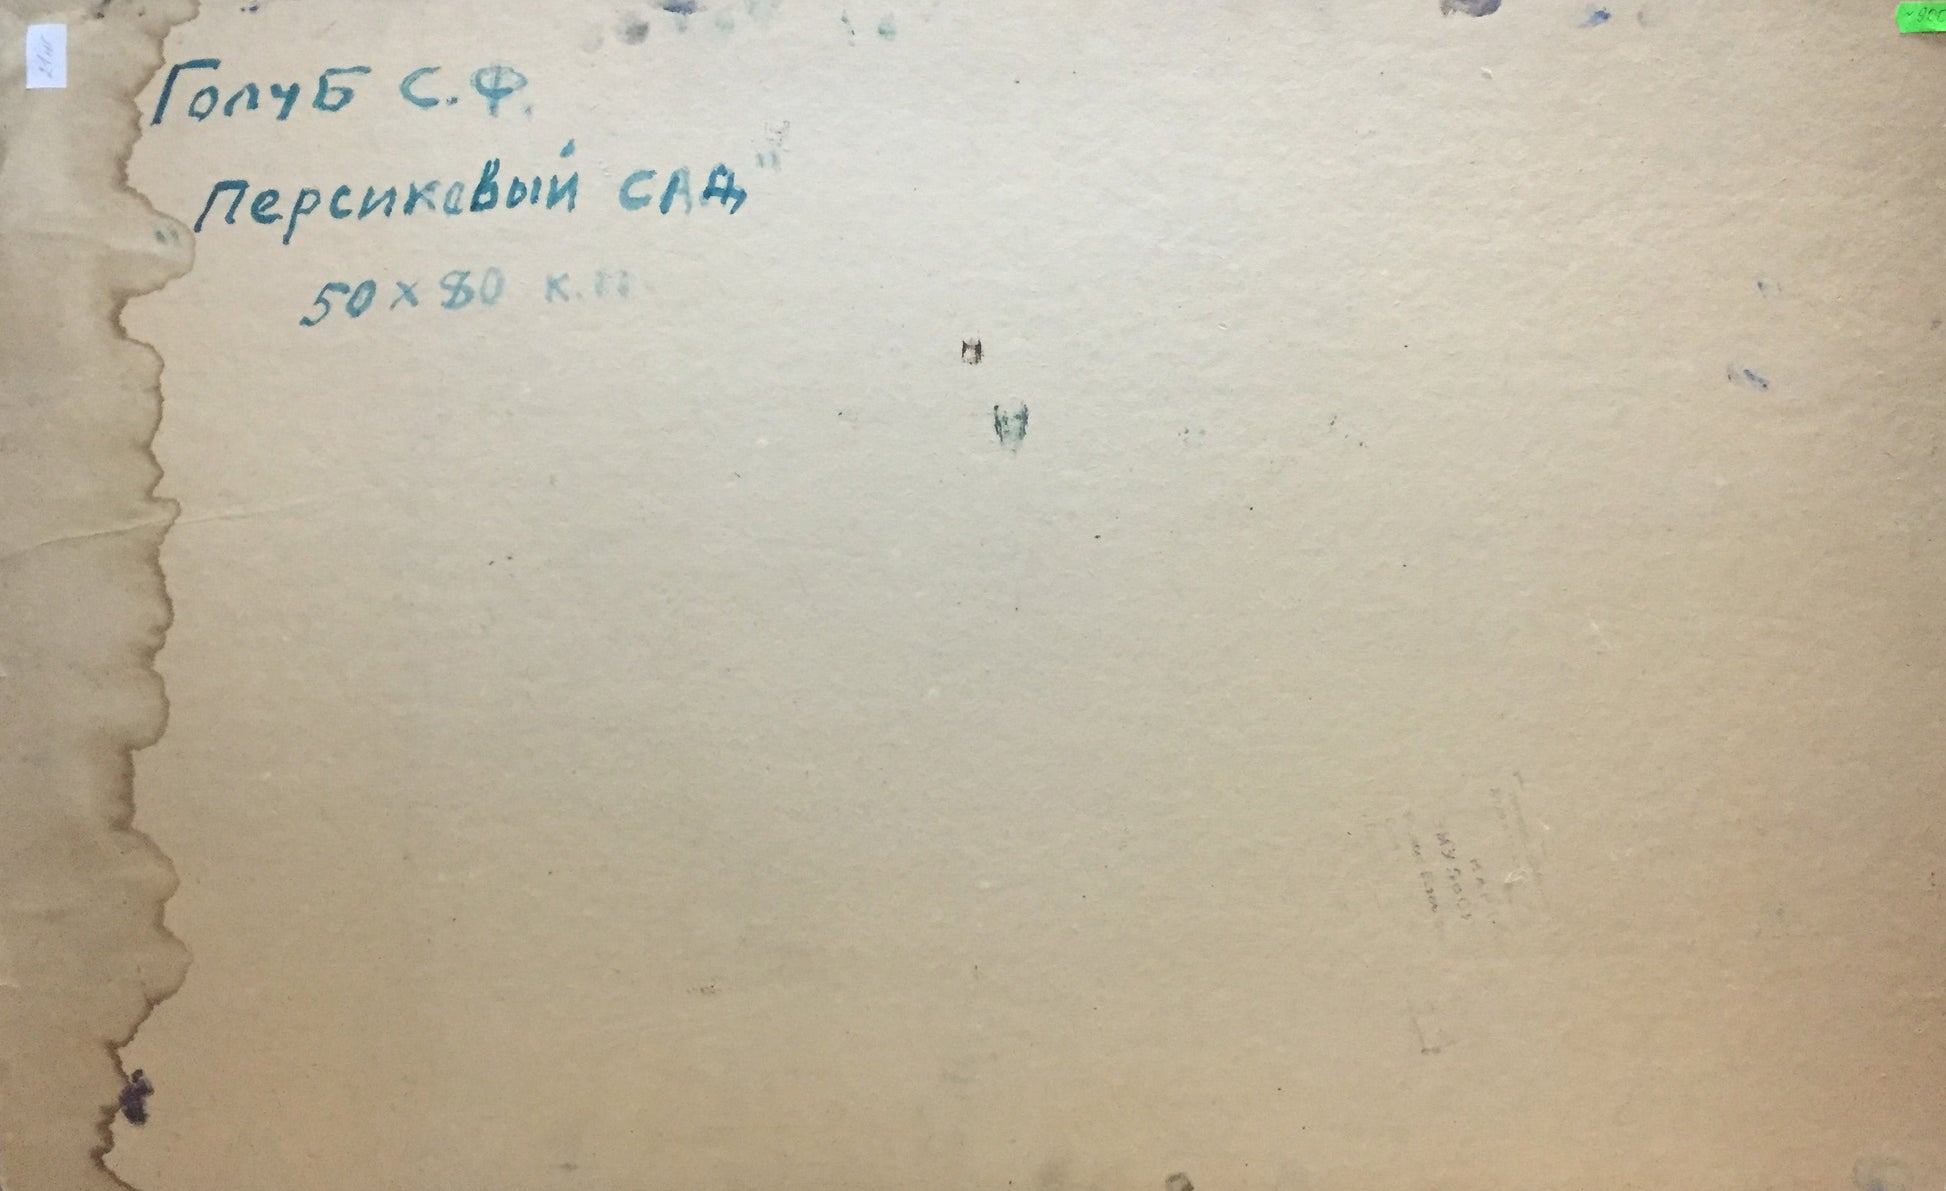 Голуб С.Ф.
"Персиковый сад"
50 х 80 к.м.